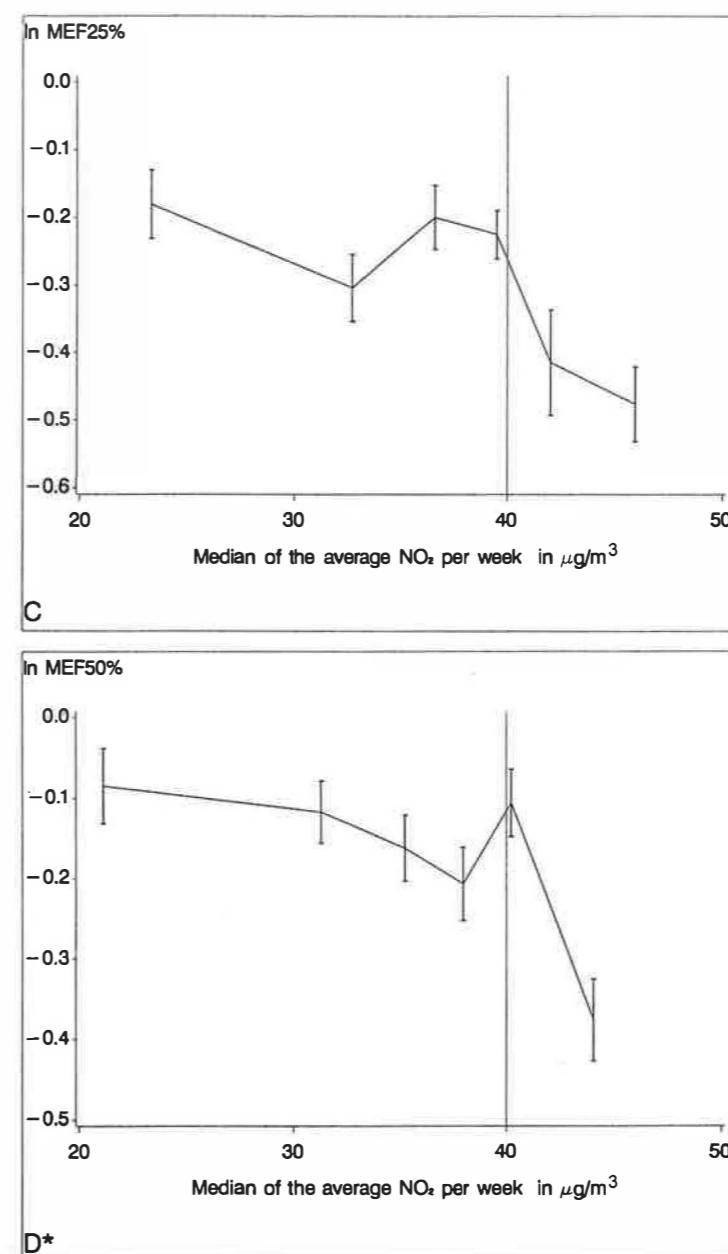 ln MEF25%
0.0
−0.1
−0.2
−0.3
−0.4
−0.5
−0.6
20 30 40 50
Median of the average NO₂ per week in μg/m³
C
ln MEF50%
0.0
−0.1
−0.2
−0.3
−0.4
−0.5
20 30 40 50
Median of the average NO₂ per week in μg/m³
D*